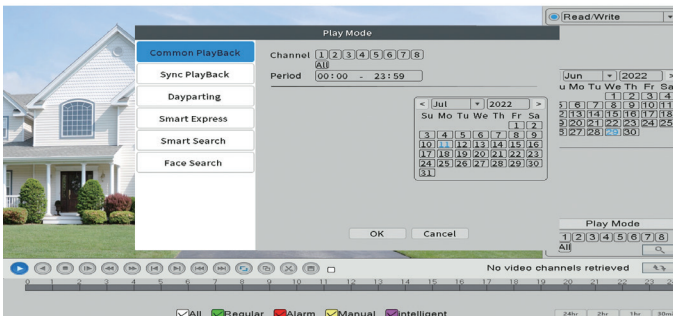 Read/Write
Play Mode
Common PlayBack
Sync PlayBack
Dayparting
Smart Express
Smart Search
Face Search
Channel 1 2 3 4 5 6 7 8
All
Period 00:00 - 23:59
< Jul 2022 >
Su Mo Tu We Th Fr Sa
1 2
3 4 5 6 7 8 9
10 11 12 13 14 15 16
17 18 19 20 21 22 23
24 25 26 27 28 29 30
31
OK Cancel
Jun 2022 >
u Mo Tu We Th Fr Sa
1 2 3 4
6 7 8 9 10 11
13 14 15 16 17 18
20 21 22 23 24 25
27 28 29 30
Play Mode
1 2 3 4 5 6 7 8
All
No video channels retrieved
0 1 2 3 4 5 6 7 8 9 10 11 12 13 14 15 16 17 18 19 20 21 22 23
All Regular Alarm Manual Intelligent
24hr 2hr 1hr 30mi